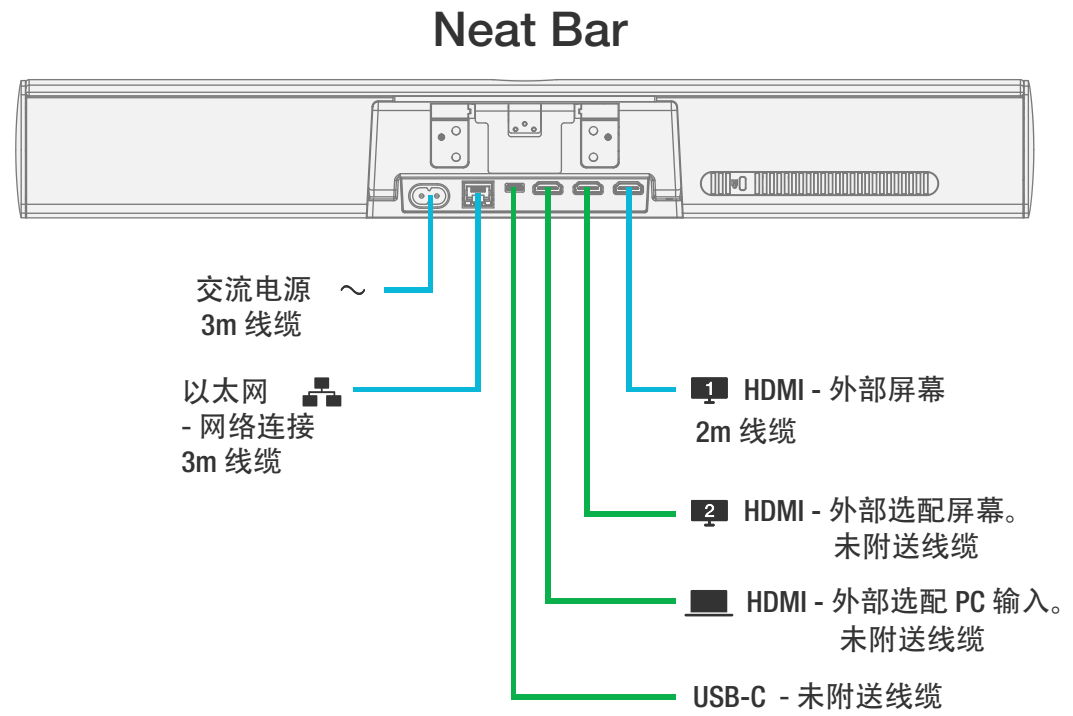 Neat Bar
交流电源 ～
3m 线缆
以太网
- 网络连接
3m 线缆
1 HDMI - 外部屏幕
2m 线缆
2 HDMI - 外部选配屏幕。
未附送线缆
HDMI - 外部选配 PC 输入。
未附送线缆
USB-C - 未附送线缆